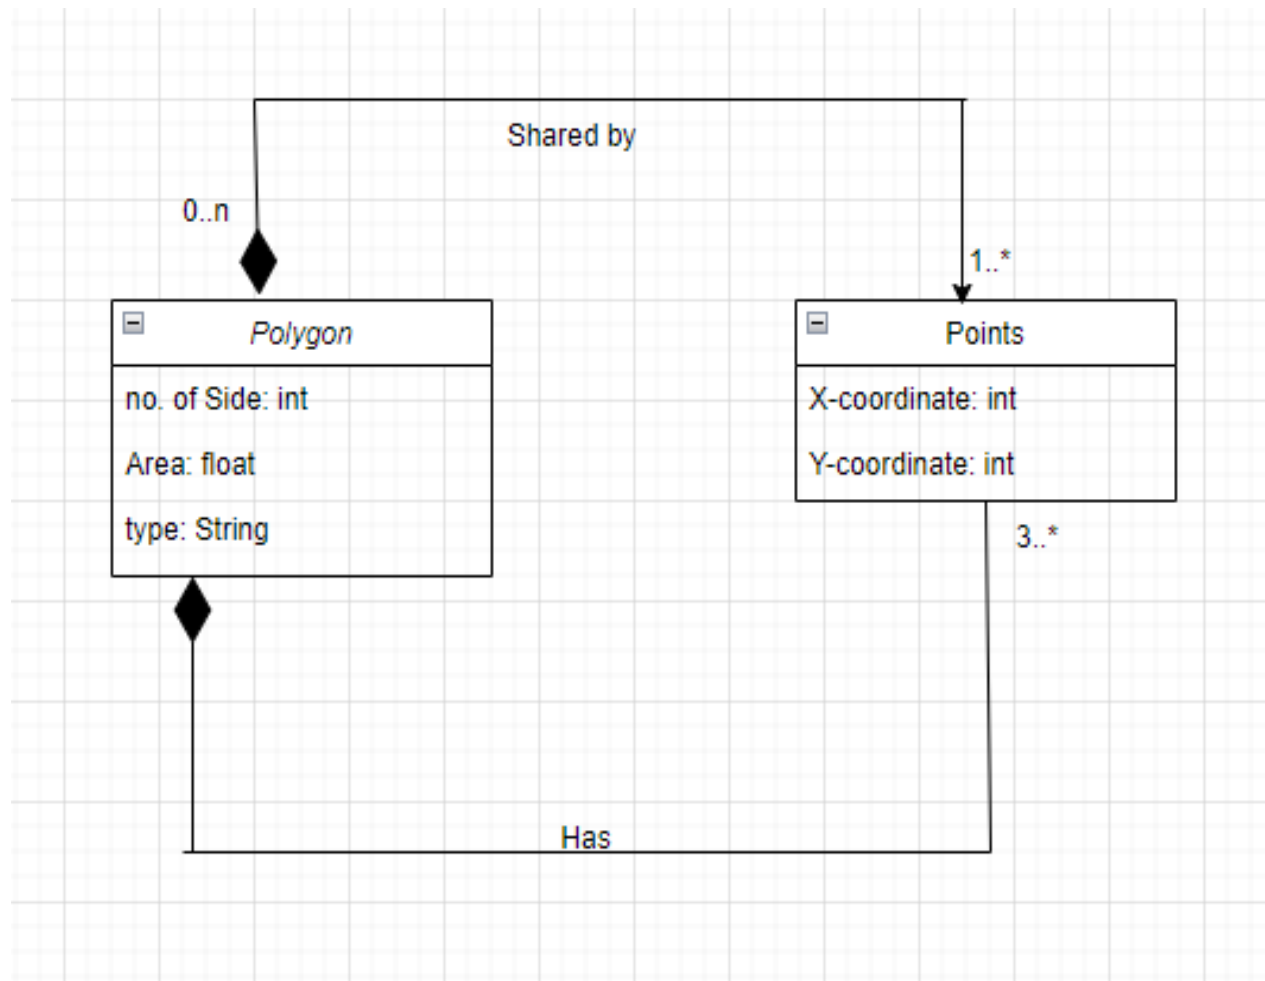 Shared by
0..n
1..*
Polygon
no. of Side: int
Area: float
type: String
Points
X-coordinate: int
Y-coordinate: int
3..*
Has